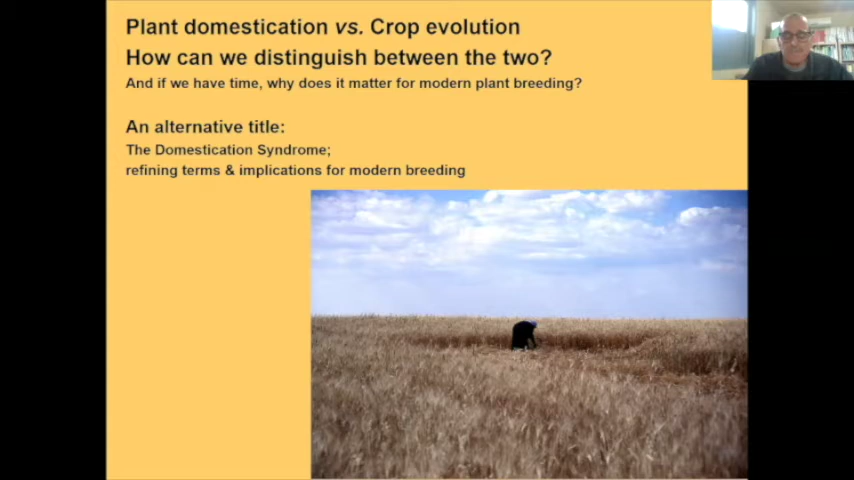 Plant domestication vs. Crop evolution
How can we distinguish between the two?
And if we have time, why does it matter for modern plant breeding?
An alternative title:
The Domestication Syndrome;
refining terms & implications for modern breeding